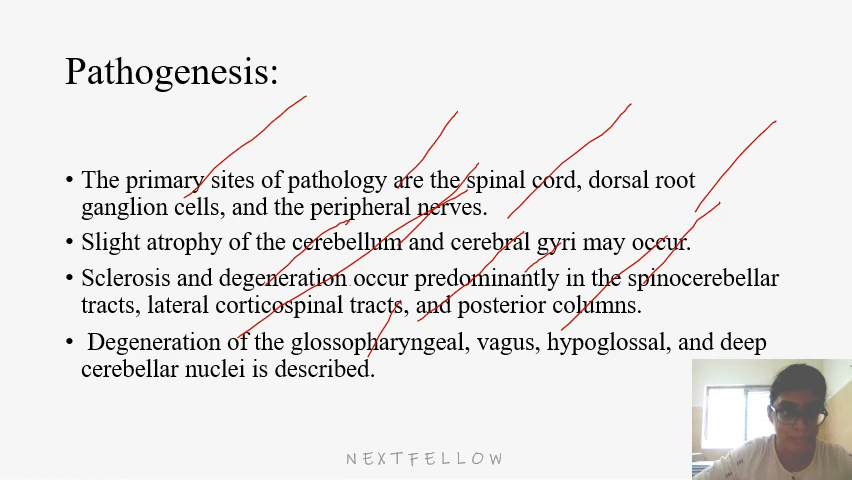 Pathogenesis:
• The primary sites of pathology are the spinal cord, dorsal root
ganglion cells, and the peripheral nerves.
• Slight atrophy of the cerebellum and cerebral gyri may occur.
• Sclerosis and degeneration occur predominantly in the spinocerebellar
tracts, lateral corticospinal tracts, and posterior columns.
• Degeneration of the glossopharyngeal, vagus, hypoglossal, and deep
cerebellar nuclei is described.
NEXTFELLOW